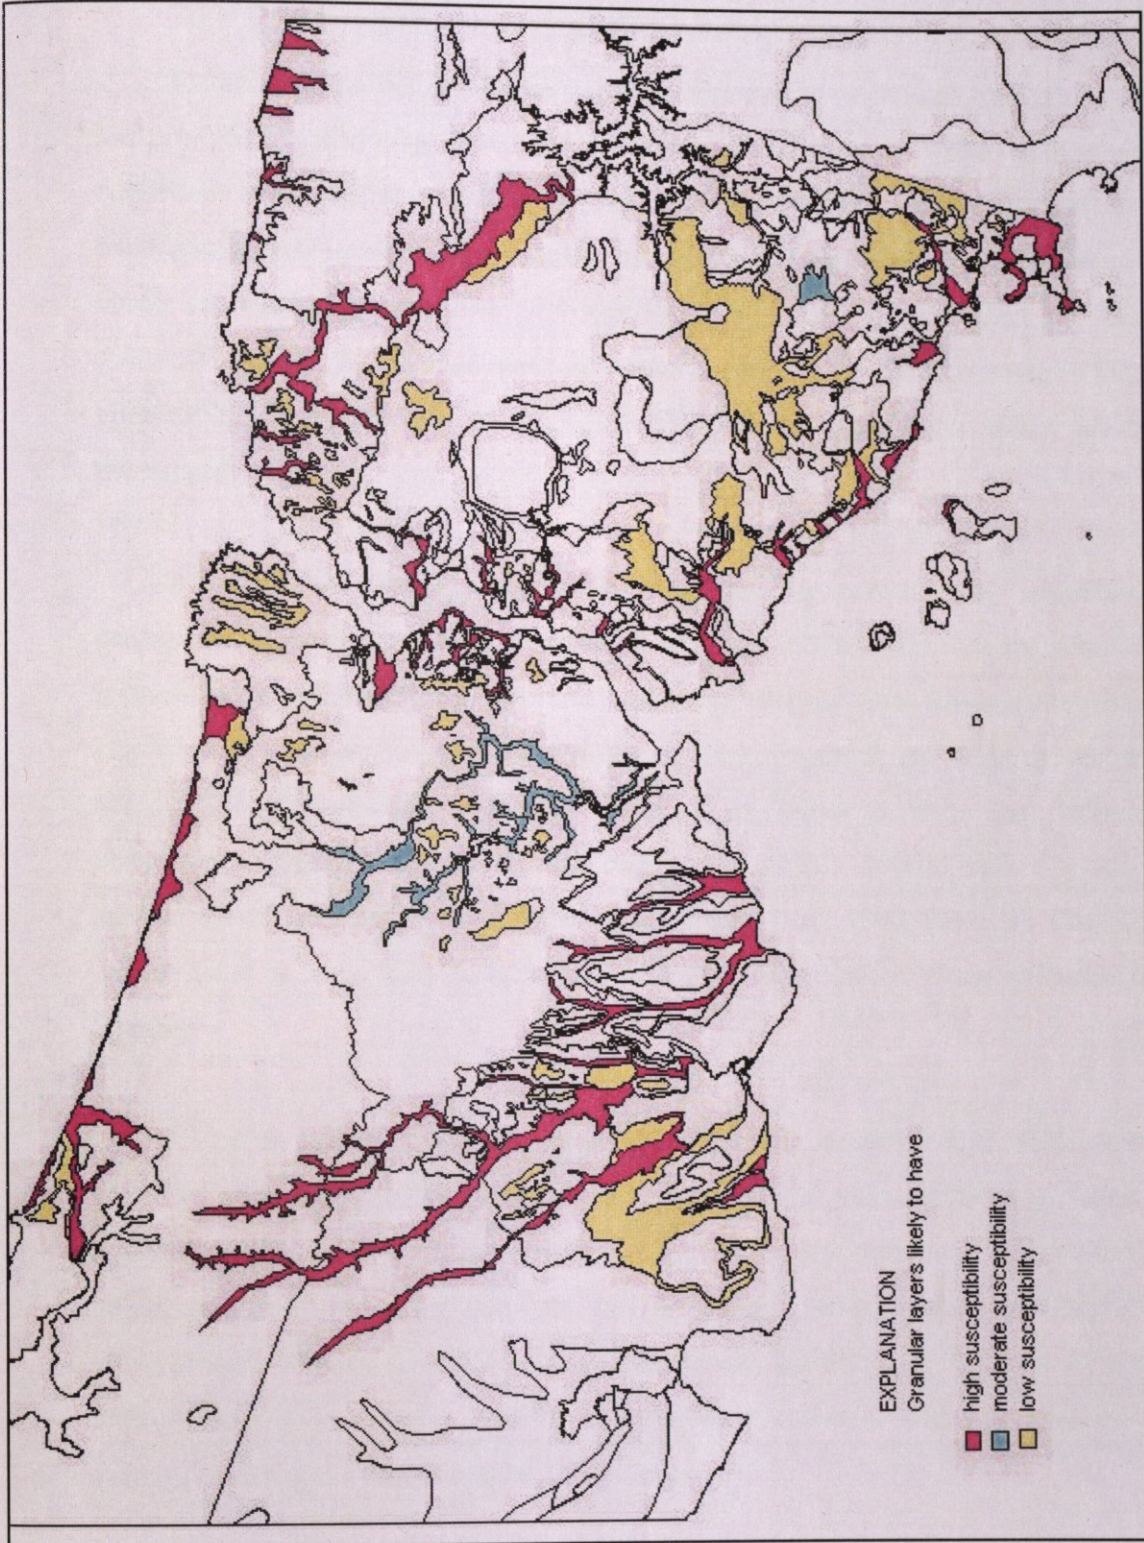 EXPLANATION
Granular layers likely to have
high susceptibility
moderate susceptibility
low susceptibility